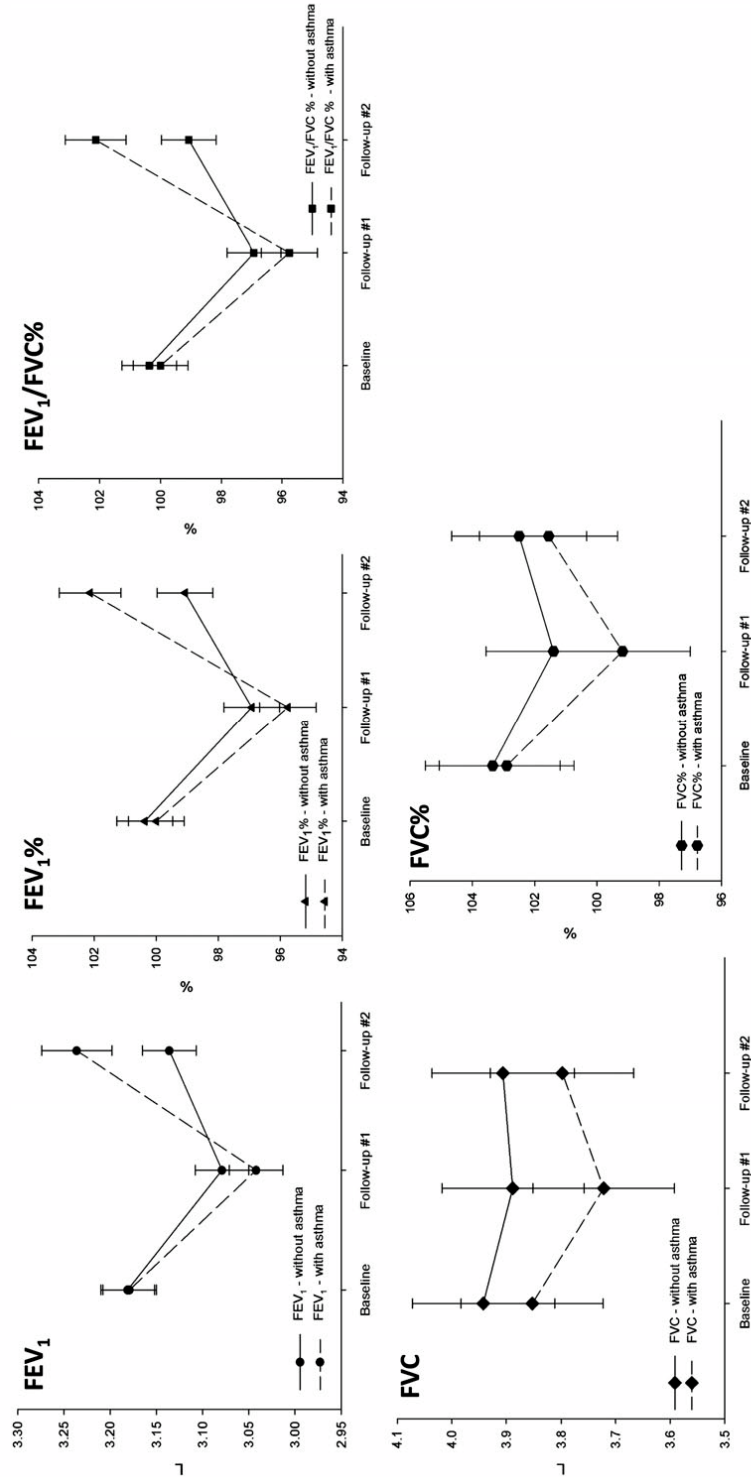 FEV₁
3.30
3.25
3.20
3.15
3.10
3.05
3.00
2.95
L
FEV₁ - without asthma
FEV₁ - with asthma
Baseline
Follow-up #1
Follow-up #2
FEV₁%
104
102
100
98
96
94
%
FEV₁% - without asthma
FEV₁% - with asthma
Baseline
Follow-up #1
Follow-up #2
FEV₁/FVC%
104
102
100
98
96
94
%
FEV₁/FVC % - without asthma
FEV₁/FVC % - with asthma
Baseline
Follow-up #1
Follow-up #2
FVC
4.1
4.0
3.9
3.8
3.7
3.6
3.5
L
FVC - without asthma
FVC - with asthma
Baseline
Follow-up #1
Follow-up #2
FVC%
106
104
102
100
98
96
%
FVC% - without asthma
FVC% - with asthma
Baseline
Follow-up #1
Follow-up #2